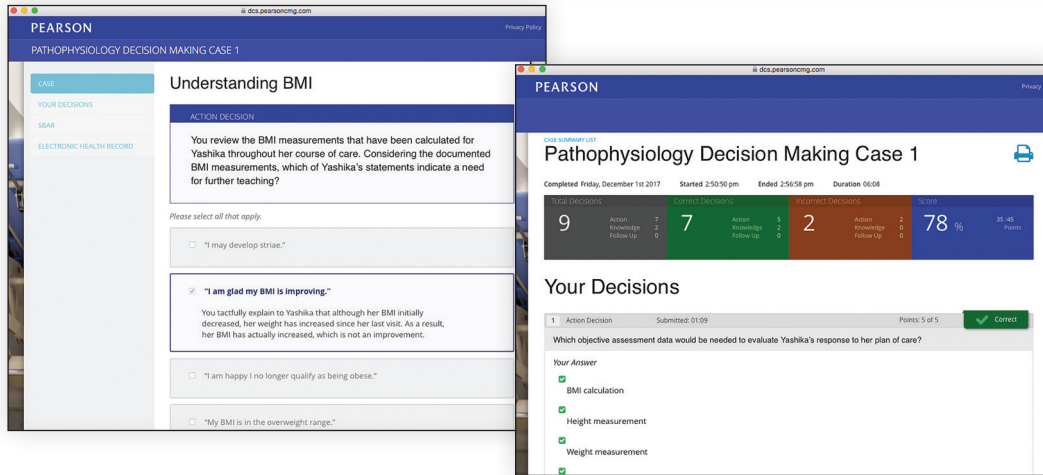 dcs.pearsoncmg.com
PEARSON
Privacy Policy
PATHOPHYSIOLOGY DECISION MAKING CASE 1
CASE
YOUR DECISIONS
SBAR
ELECTRONIC HEALTH RECORD
Understanding BMI
ACTION DECISION
You review the BMI measurements that have been calculated for
Yashika throughout her course of care. Considering the documented
BMI measurements, which of Yashika's statements indicate a need
for further teaching?
Please select all that apply.
"I may develop striae."
"I am glad my BMI is improving."
You tactfully explain to Yashika that although her BMI initially
decreased, her weight has increased since her last visit. As a result,
her BMI has actually increased, which is not an improvement.
"I am happy I no longer qualify as being obese."
"My BMI is in the overweight range."
dcs.pearsoncmg.com
PEARSON
Privacy
CASE SUMMARY LIST
Pathophysiology Decision Making Case 1
Completed Friday, December 1st 2017 Started 2:50:50 pm Ended 2:56:58 pm Duration 06:08
Total Decisions Correct Decisions Incorrect Decisions Score
9 Action 7 7 Action 5 2 Action 2 78 % 35 /45
Knowledge 2 Knowledge 2 Knowledge 0 Points
Follow Up 0 Follow Up 0 Follow Up 0
Your Decisions
1 Action Decision Submitted: 01:09 Points: 5 of 5 Correct
Which objective assessment data would be needed to evaluate Yashika's response to her plan of care?
Your Answer
BMI calculation
Height measurement
Weight measurement